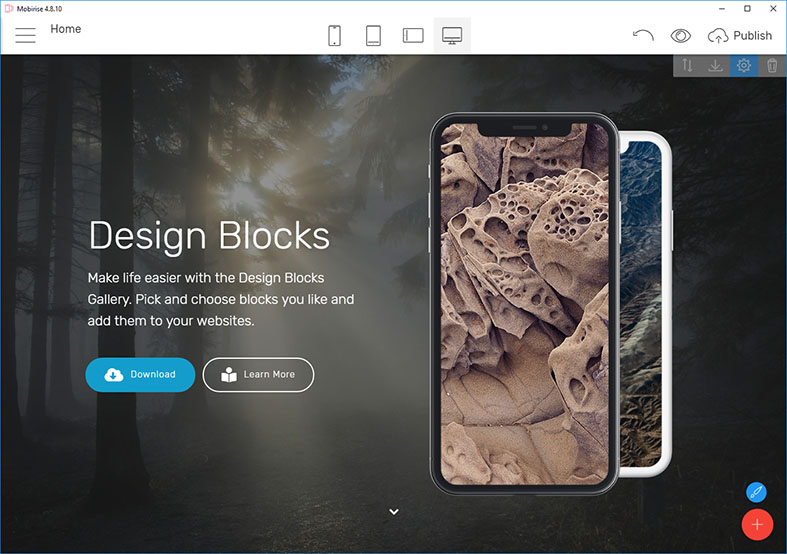 Mobirise 4.8.10
Home
Publish
Design Blocks
Make life easier with the Design Blocks
Gallery. Pick and choose blocks you like and
add them to your websites.
Download
Learn More